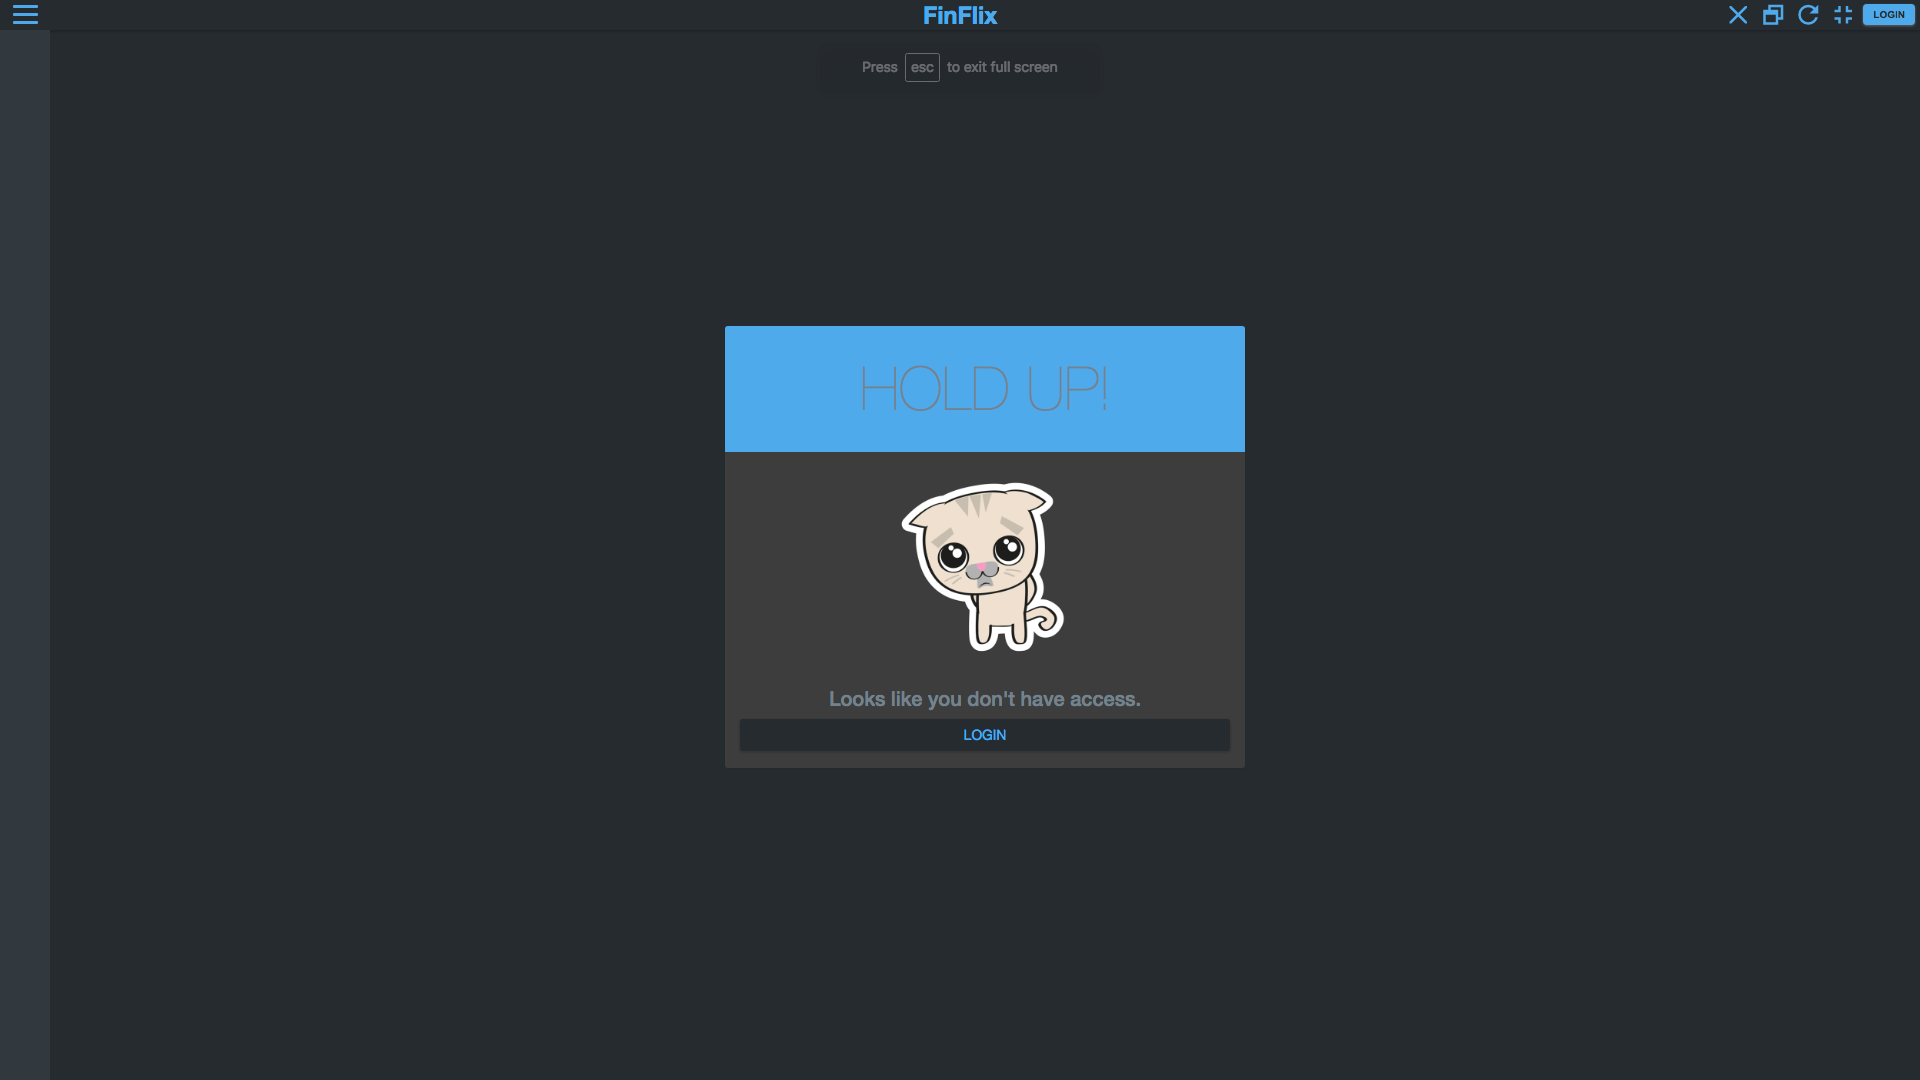 FinFlix
LOGIN
Press esc to exit full screen
HOLD UP!
Looks like you don't have access.
LOGIN